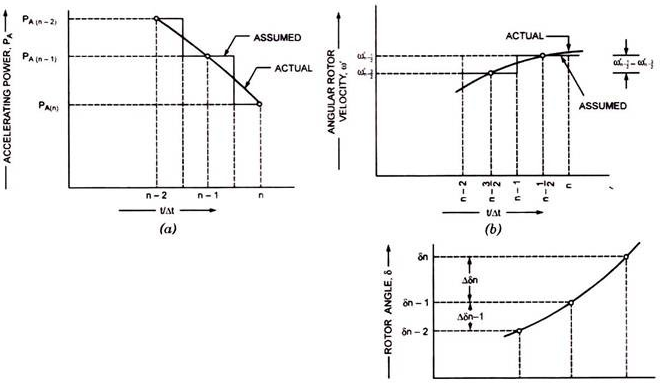 ACCELERATING POWER, PA
PA (n-2)
PA (n-1)
PA(n)
ASSUMED
ACTUAL
n - 2
n - 1
n
t/Δt
(a)
ANGULAR ROTOR
VELOCITY, ω'
ACTUAL
ASSUMED
n - 2
n - 3/2
n - 1
n - 1/2
n
t/Δt
(b)
ROTOR ANGLE, δ
δn
δn - 1
δn - 2
Δδn
Δδn-1